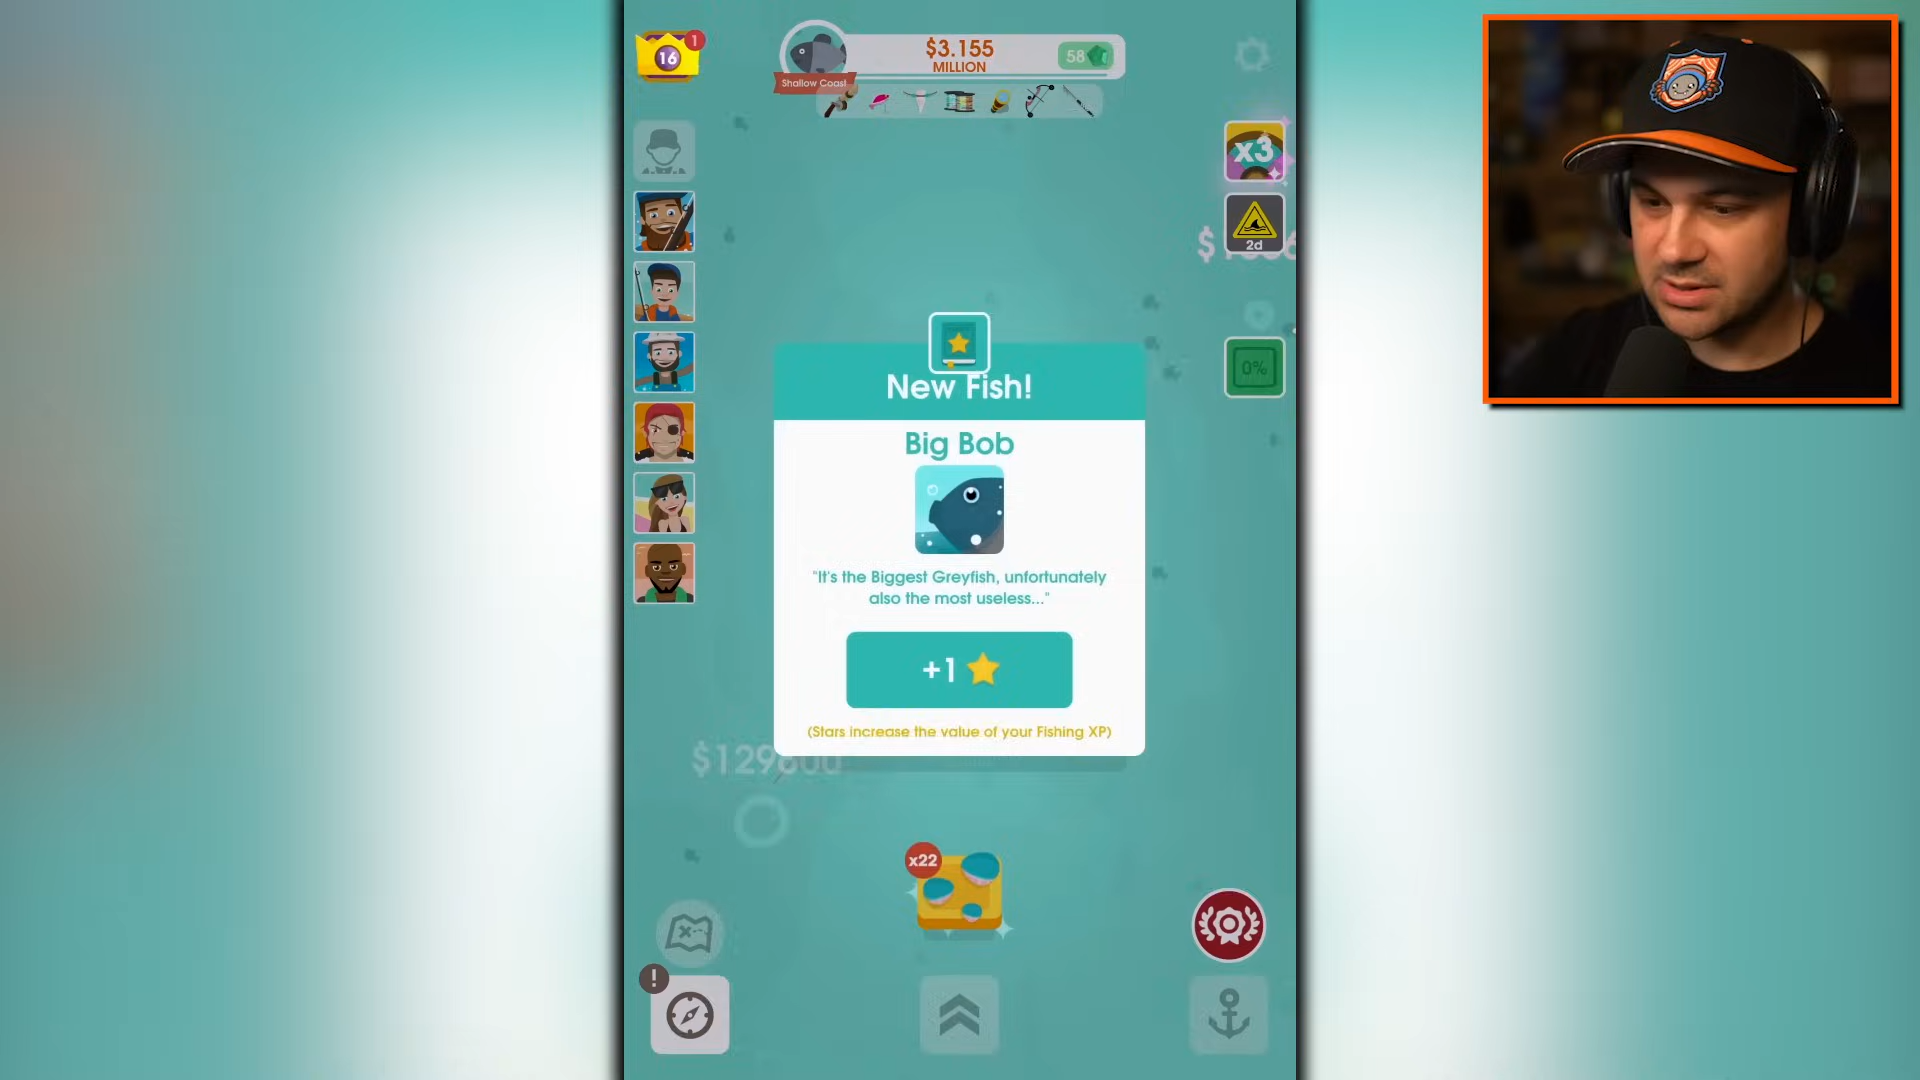 16
1
$3.155
MILLION
58
Shallow Coast
x3
2d
New Fish!
Big Bob
"It's the Biggest Greyfish, unfortunately
also the most useless..."
+1
(Stars increase the value of your Fishing XP)
0%
$129600
x22
!